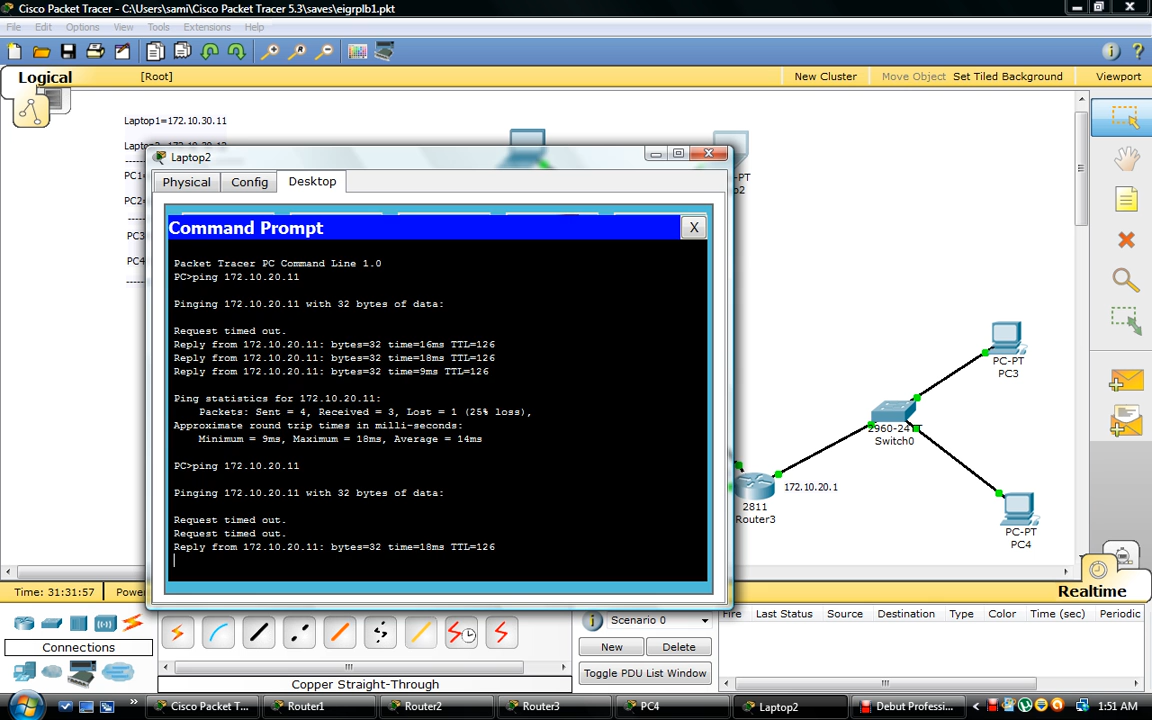 Cisco Packet Tracer - C:\Users\sami\Cisco Packet Tracer 5.3\saves\eigrplb1.pkt
File Edit Options View Tools Extensions Help
Logical [Root] New Cluster Move Object Set Tiled Background Viewport
Laptop1=172.10.30.11
PC1=
PC2=
PC3=
PC4=
Laptop2
Physical Config Desktop
Command Prompt X
Packet Tracer PC Command Line 1.0
PC>ping 172.10.20.11
Pinging 172.10.20.11 with 32 bytes of data:
Request timed out.
Reply from 172.10.20.11: bytes=32 time=16ms TTL=126
Reply from 172.10.20.11: bytes=32 time=18ms TTL=126
Reply from 172.10.20.11: bytes=32 time=9ms TTL=126
Ping statistics for 172.10.20.11:
Packets: Sent = 4, Received = 3, Lost = 1 (25% loss),
Approximate round trip times in milli-seconds:
Minimum = 9ms, Maximum = 18ms, Average = 14ms
PC>ping 172.10.20.11
Pinging 172.10.20.11 with 32 bytes of data:
Request timed out.
Request timed out.
Reply from 172.10.20.11: bytes=32 time=18ms TTL=126
PC-PT
PC3
Switch0
172.10.20.1
2811
Router3
PC-PT
PC4
Time: 31:31:57 Realtime
Connections
Copper Straight-Through
Scenario 0
New Delete
Toggle PDU List Window
Fire Last Status Source Destination Type Color Time (sec) Periodic
Cisco Packet T... Router1 Router2 Router3 PC4 Laptop2 Debut Professi... 1:51 AM